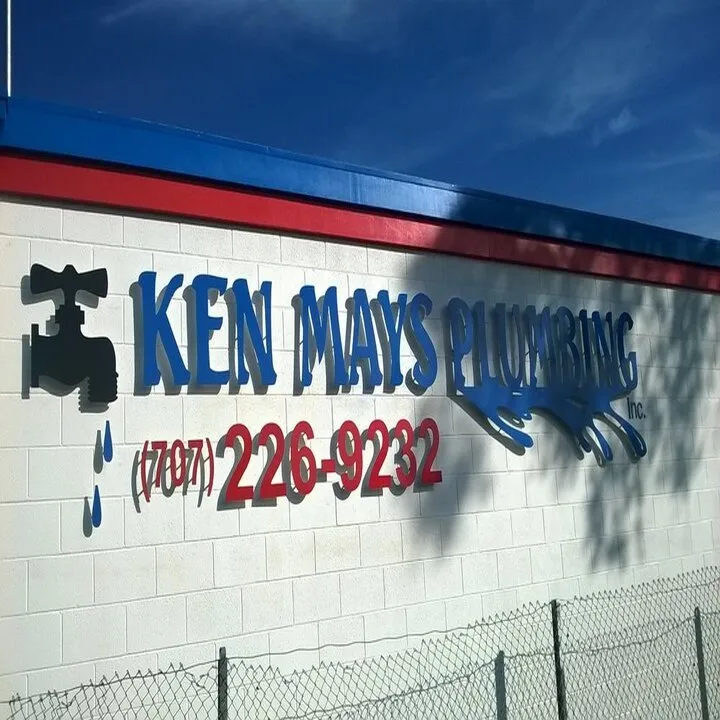 KEN MAYS PLUMBING
Inc.
(707) 226-9232